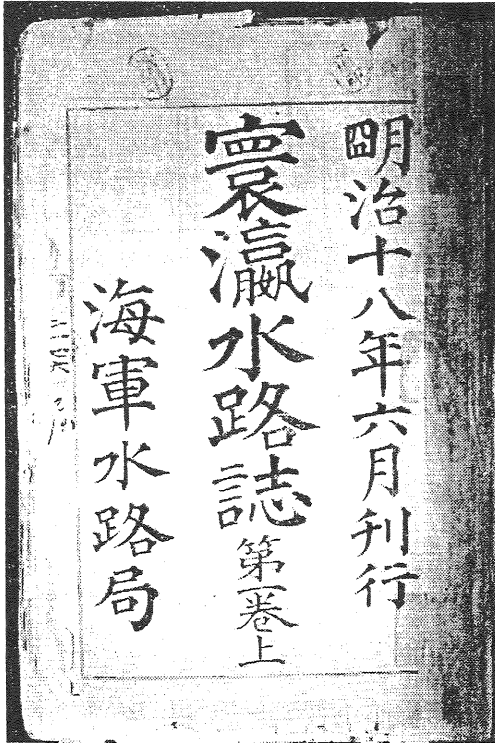 明治十八年六月刊行
寰瀛水路誌第一卷上
海軍水路局